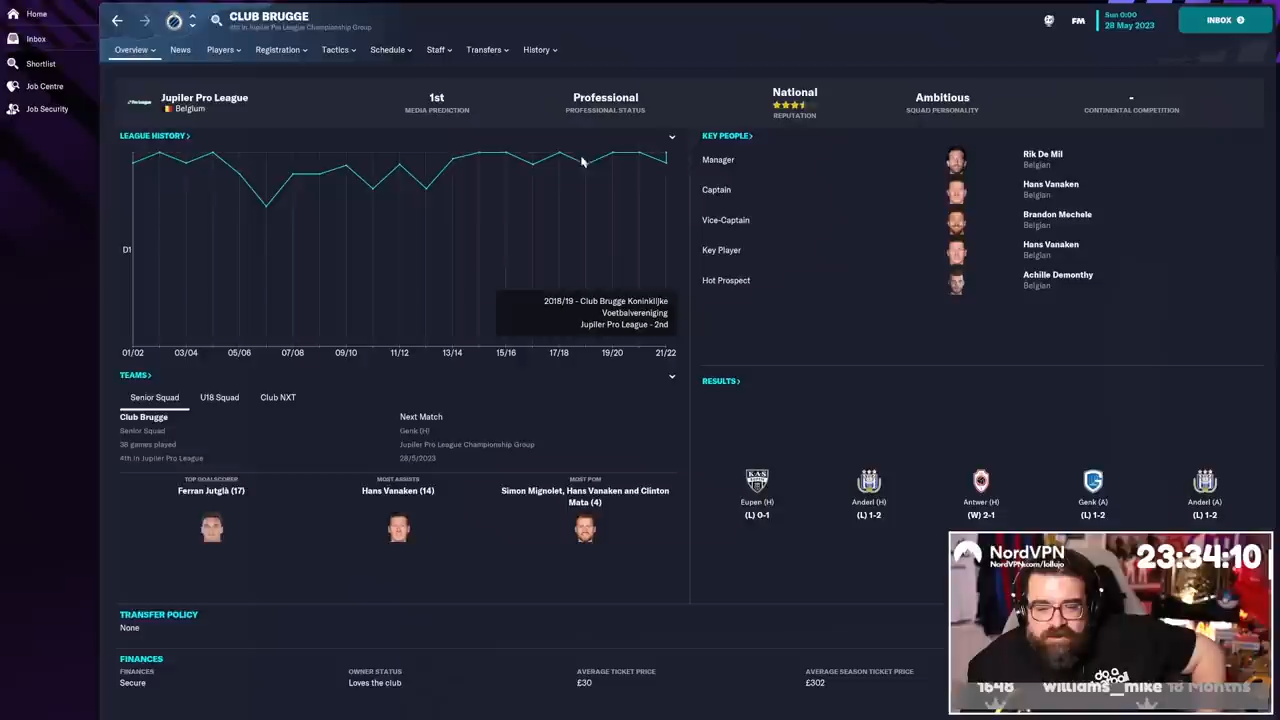 Home
Inbox
Shortlist
Job Centre
Job Security
CLUB BRUGGE
4th in Jupiler Pro League Championship Group
FM
Sun 0:00
28 May 2023
INBOX
Overview
News
Players
Registration
Tactics
Schedule
Staff
Transfers
History
Jupiler Pro League
Belgium
1st
MEDIA PREDICTION
Professional
PROFESSIONAL STATUS
National
REPUTATION
Ambitious
SQUAD PERSONALITY
-
CONTINENTAL COMPETITION
LEAGUE HISTORY >
D1
2018/19 - Club Brugge Koninklijke
Voetbalvereniging
Jupiler Pro League - 2nd
01/02 03/04 05/06 07/08 09/10 11/12 13/14 15/16 17/18 19/20 21/22
KEY PEOPLE >
Manager
Rik De Mil
Belgian
Captain
Hans Vanaken
Belgian
Vice-Captain
Brandon Mechele
Belgian
Key Player
Hans Vanaken
Belgian
Hot Prospect
Achille Demonthy
Belgian
TEAMS >
Senior Squad U18 Squad Club NXT
Club Brugge
Senior Squad
38 games played
4th in Jupiler Pro League
Next Match
Genk (H)
Jupiler Pro League Championship Group
28/5/2023
TOP GOALSCORER
Ferran Jutglà (17)
MOST ASSISTS
Hans Vanaken (14)
MOST POM
Simon Mignolet, Hans Vanaken and Clinton
Mata (4)
RESULTS >
KAS
EUPEN
Eupen (H)
(L) 0-1
Anderl (H)
(L) 1-2
Antwer (H)
(W) 2-1
Genk (A)
(L) 1-2
Anderl (A)
(L) 1-2
TRANSFER POLICY
None
FINANCES
FINANCES
Secure
OWNER STATUS
Loves the club
AVERAGE TICKET PRICE
£30
AVERAGE SEASON TICKET PRICE
£302
NordVPN
NordVPN.com/lollujo
23:34:10
1648 williams__mike 18 Months